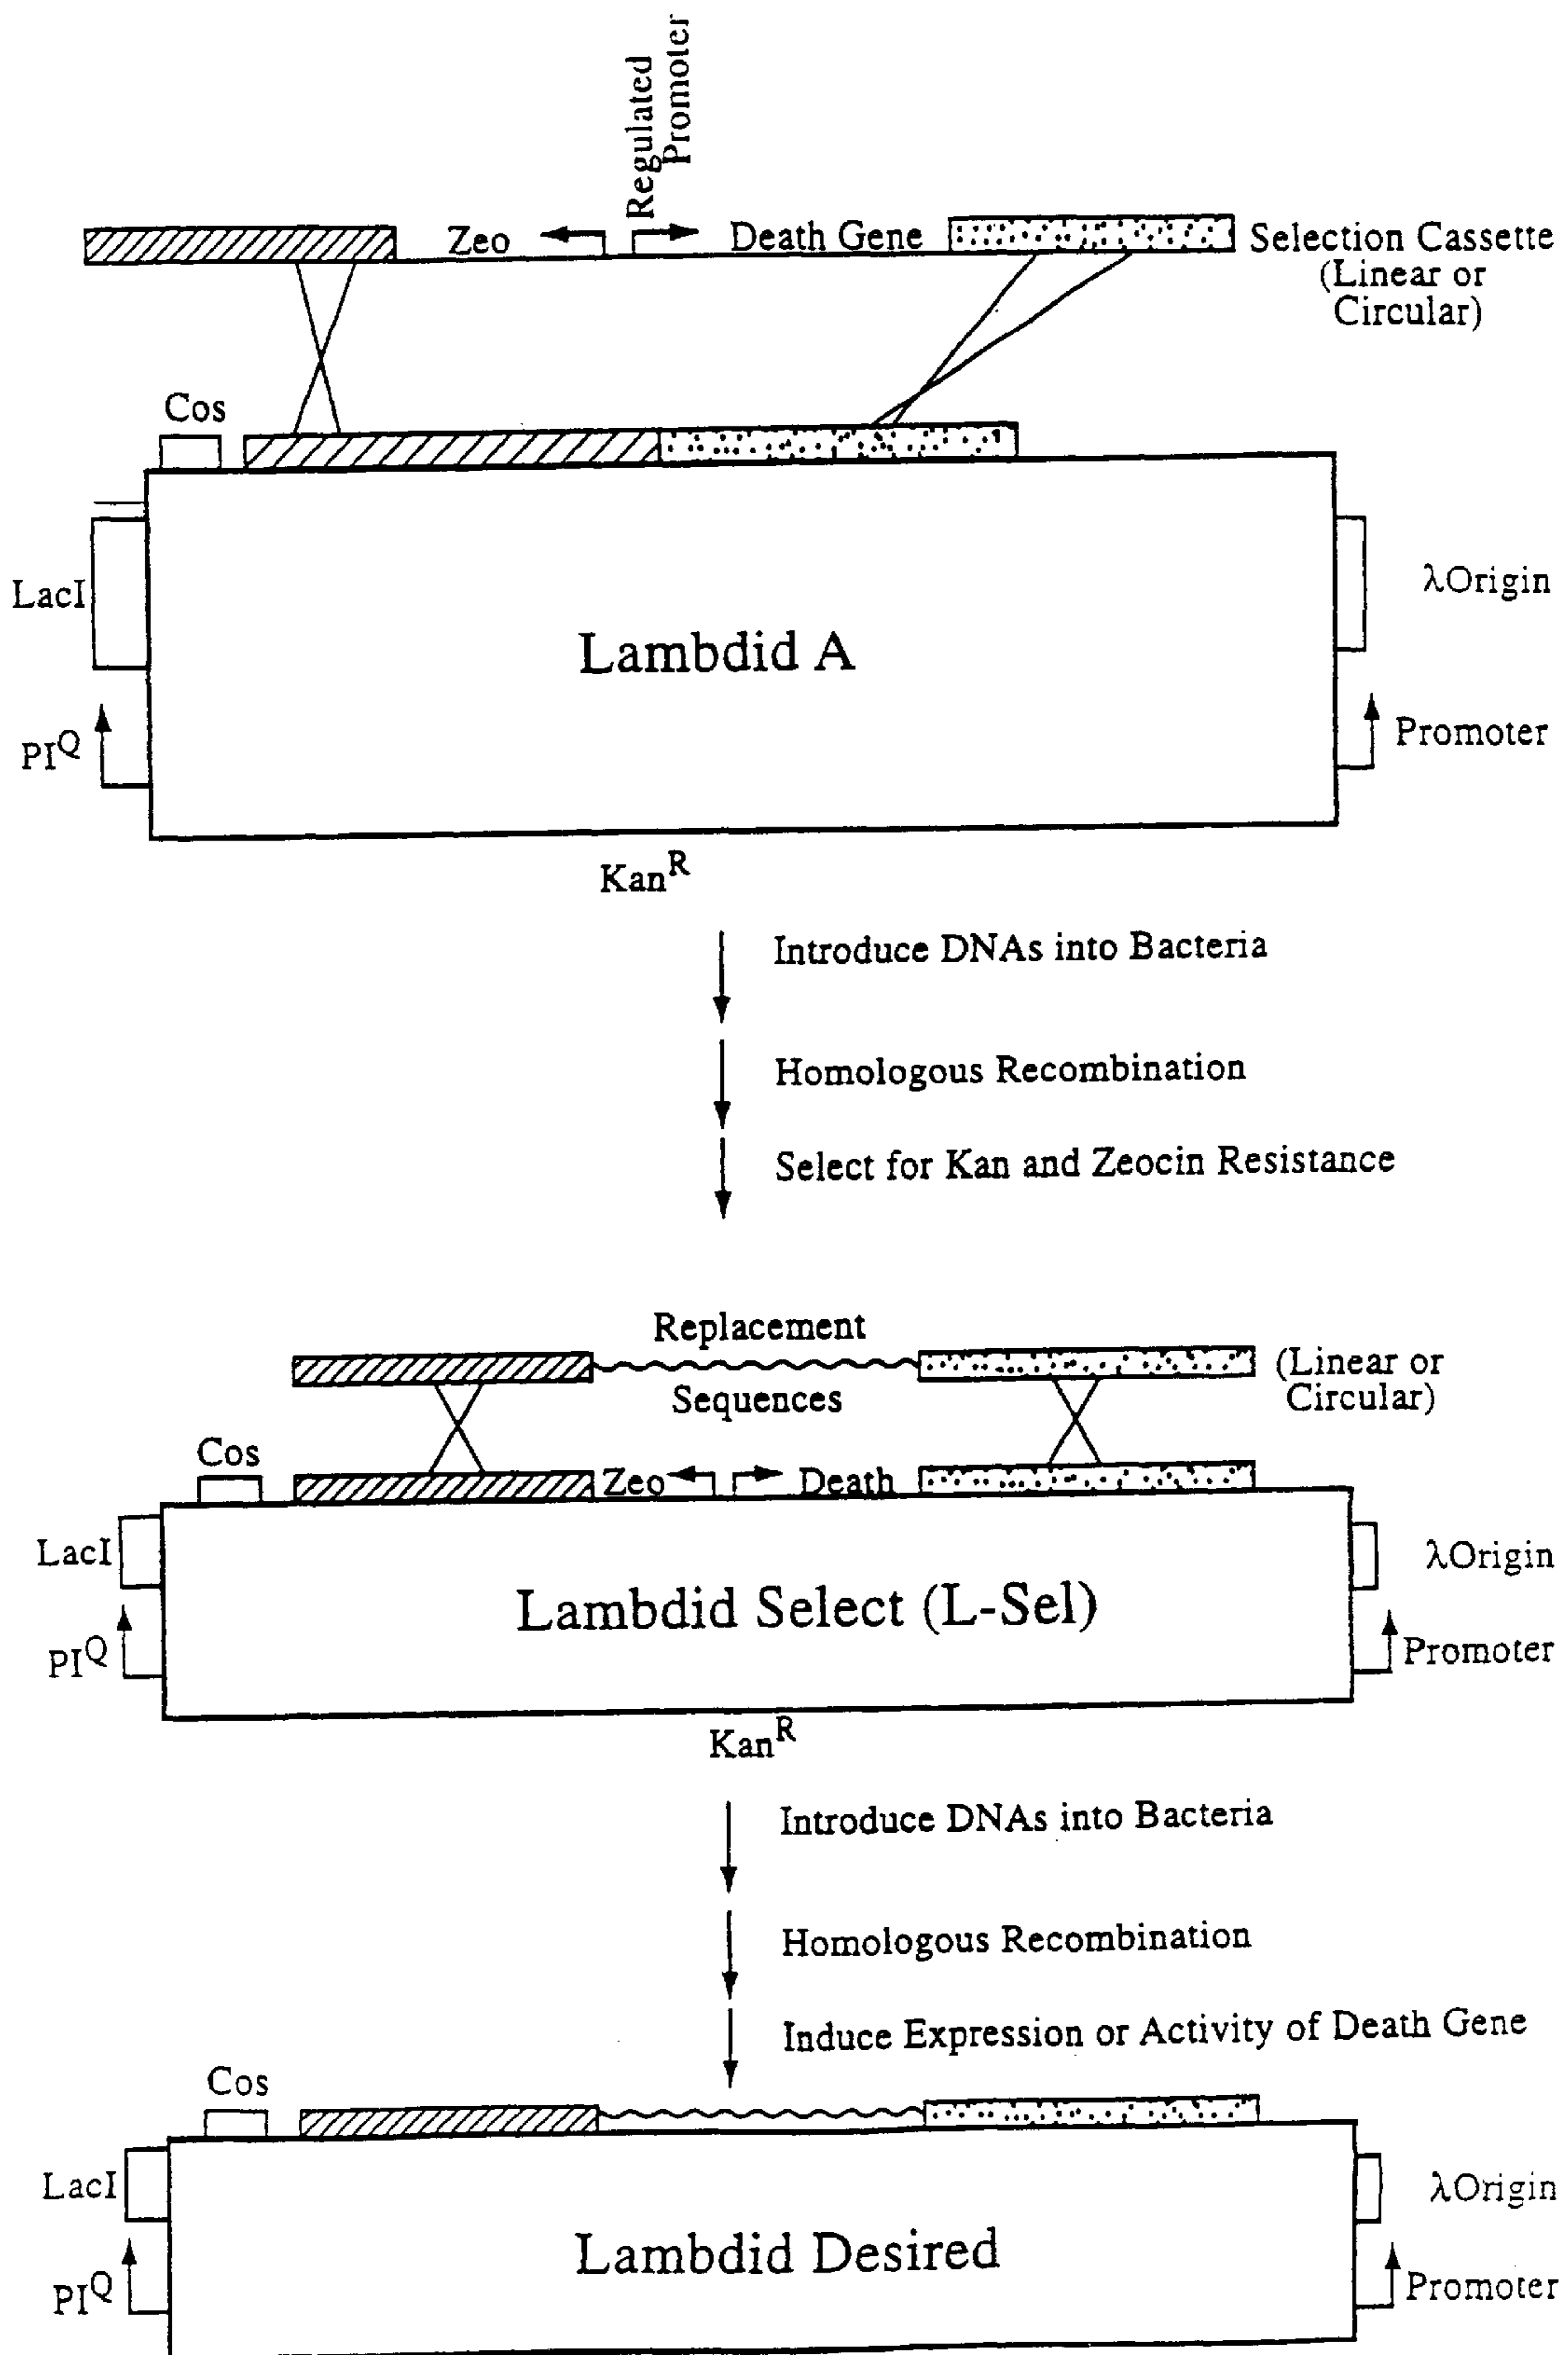 Regulated
Promoter
Zeo
Death Gene
Selection Cassette
(Linear or
Circular)
Cos
LacI
λOrigin
Lambdid A
PI^Q
Promoter
Kan^R
Introduce DNAs into Bacteria
Homologous Recombination
Select for Kan and Zeocin Resistance
Replacement
Sequences
(Linear or
Circular)
Cos
Zeo
Death
LacI
λOrigin
Lambdid Select (L-Sel)
PI^Q
Promoter
Kan^R
Introduce DNAs into Bacteria
Homologous Recombination
Induce Expression or Activity of Death Gene
Cos
LacI
λOrigin
Lambdid Desired
PI^Q
Promoter